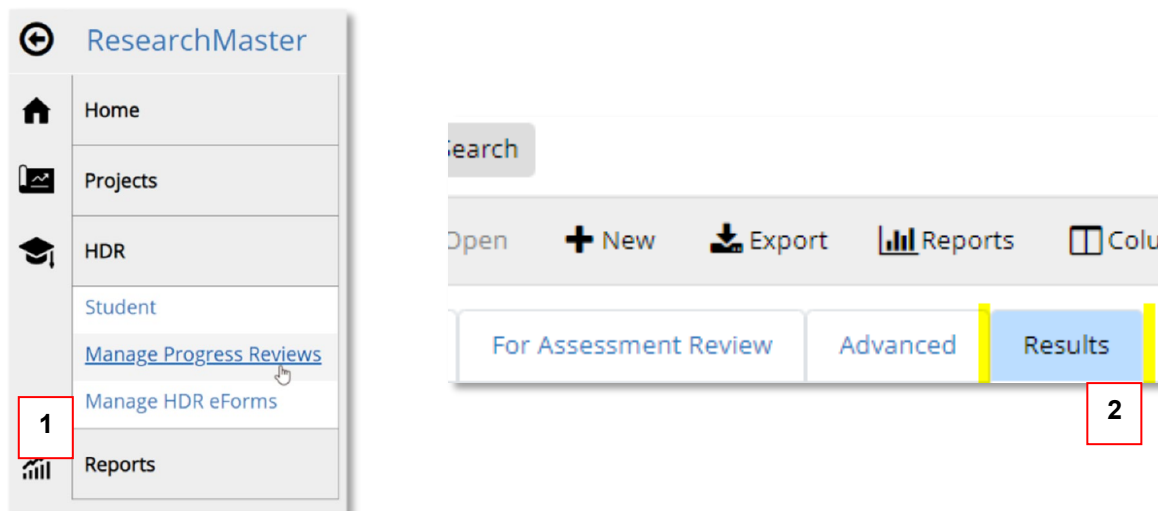 ResearchMaster
Home
Projects
HDR
Student
Manage Progress Reviews
Manage HDR eForms
1
Reports
Search
Open New Export Reports Colu
For Assessment Review Advanced Results
2